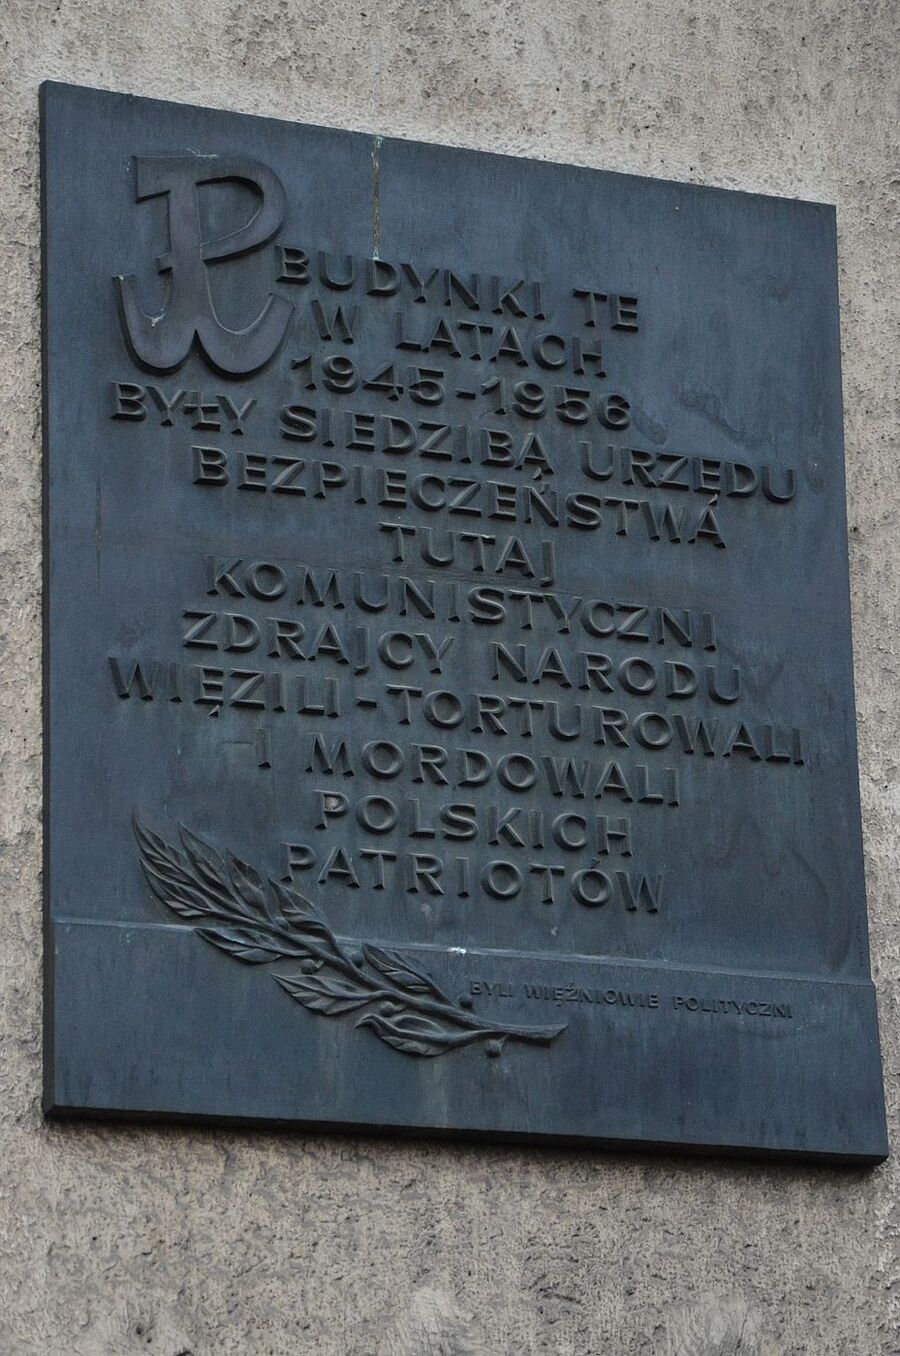 BUDYNKI TE
W LATACH
1945-1956
BYŁY SIEDZIBĄ URZĘDU
BEZPIECZEŃSTWA,
TUTAJ
KOMUNISTYCZNI
ZDRAJCY NARODU
WIĘZILI-TORTUROWALI
I MORDOWALI
POLSKICH
PATRIOTÓW
BYLI WIĘŹNIOWIE POLITYCZNI